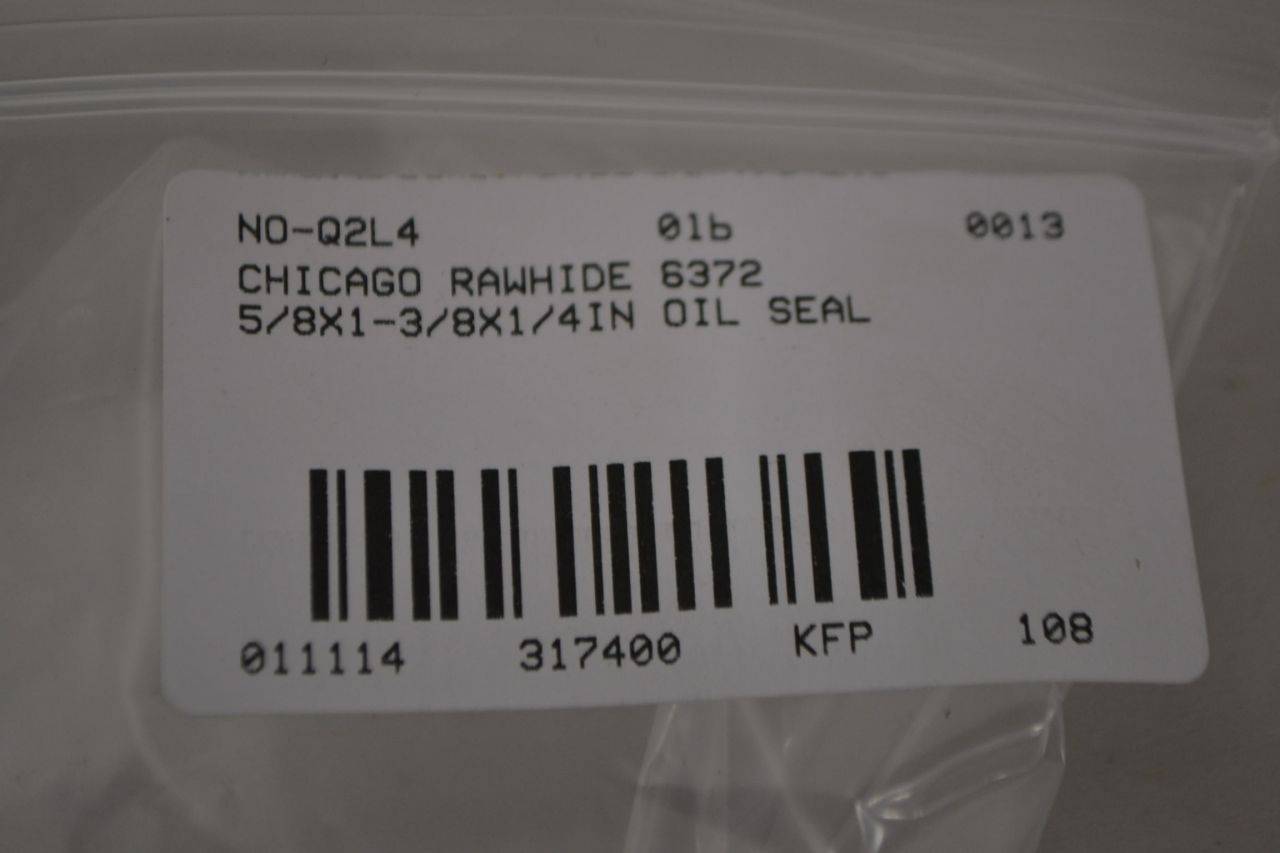 NO-Q2L4 01b 0013
CHICAGO RAWHIDE 6372
5/8X1-3/8X1/4IN OIL SEAL
011114 317400 KFP 108